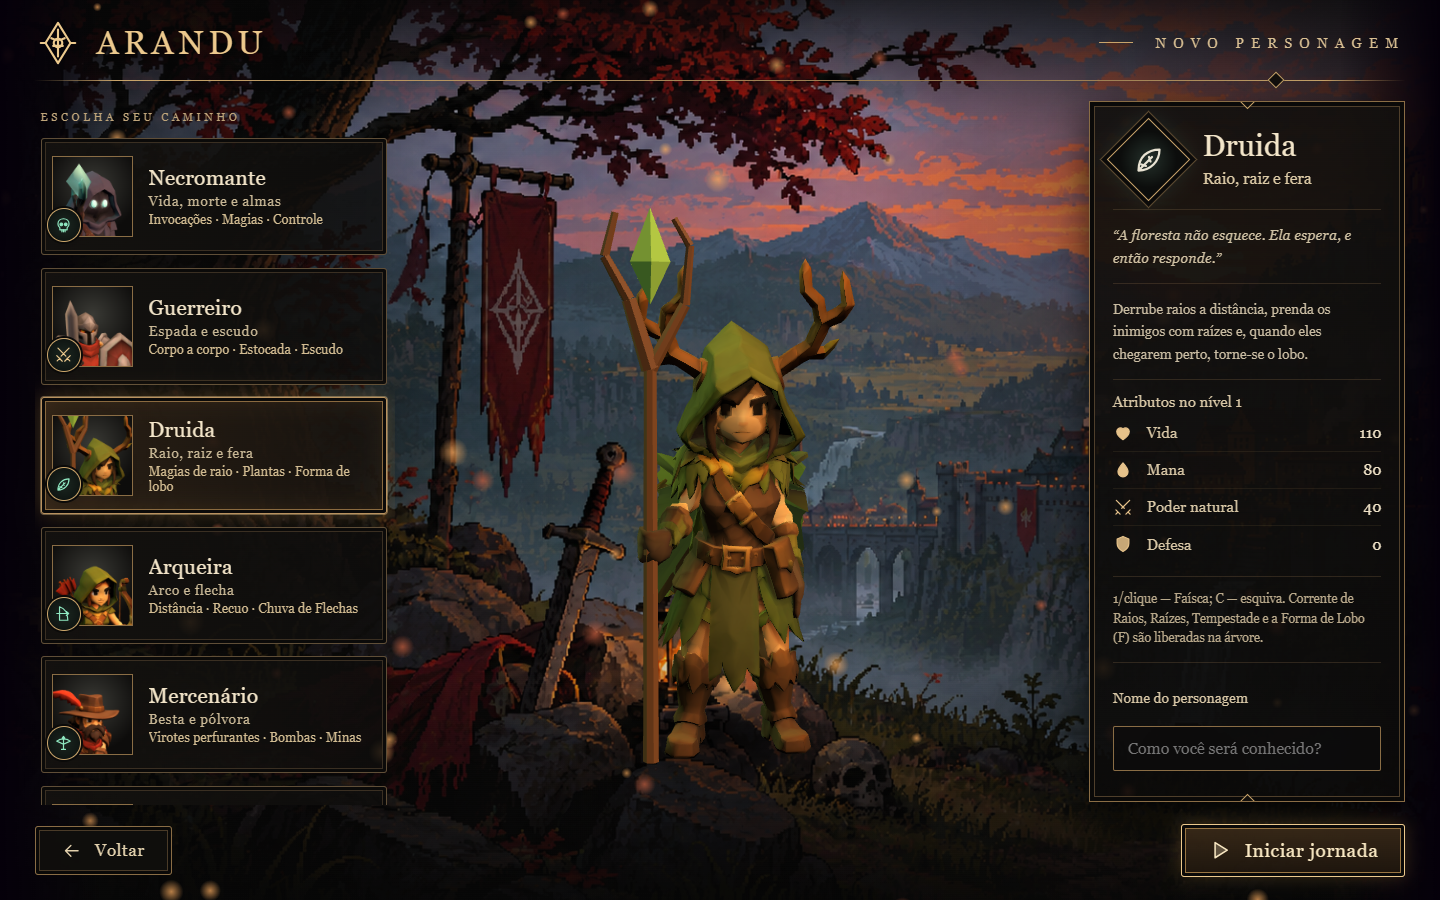 ARANDU
NOVO PERSONAGEM
ESCOLHA SEU CAMINHO
Necromante
Vida, morte e almas
Invocações · Magias · Controle
Guerreiro
Espada e escudo
Corpo a corpo · Estocada · Escudo
Druida
Raio, raiz e fera
Magias de raio · Plantas · Forma de
lobo
Arqueira
Arco e flecha
Distância · Recuo · Chuva de Flechas
Mercenário
Besta e pólvora
Virotes perfurantes · Bombas · Minas
Voltar
Druida
Raio, raiz e fera
“A floresta não esquece. Ela espera, e
então responde.”
Derrube raios a distância, prenda os
inimigos com raízes e, quando eles
chegarem perto, torne-se o lobo.
Atributos no nível 1
Vida 110
Mana 80
Poder natural 40
Defesa 0
1/clique — Faísca; C — esquiva. Corrente de
Raios, Raízes, Tempestade e a Forma de Lobo
(F) são liberadas na árvore.
Nome do personagem
Como você será conhecido?
Iniciar jornada